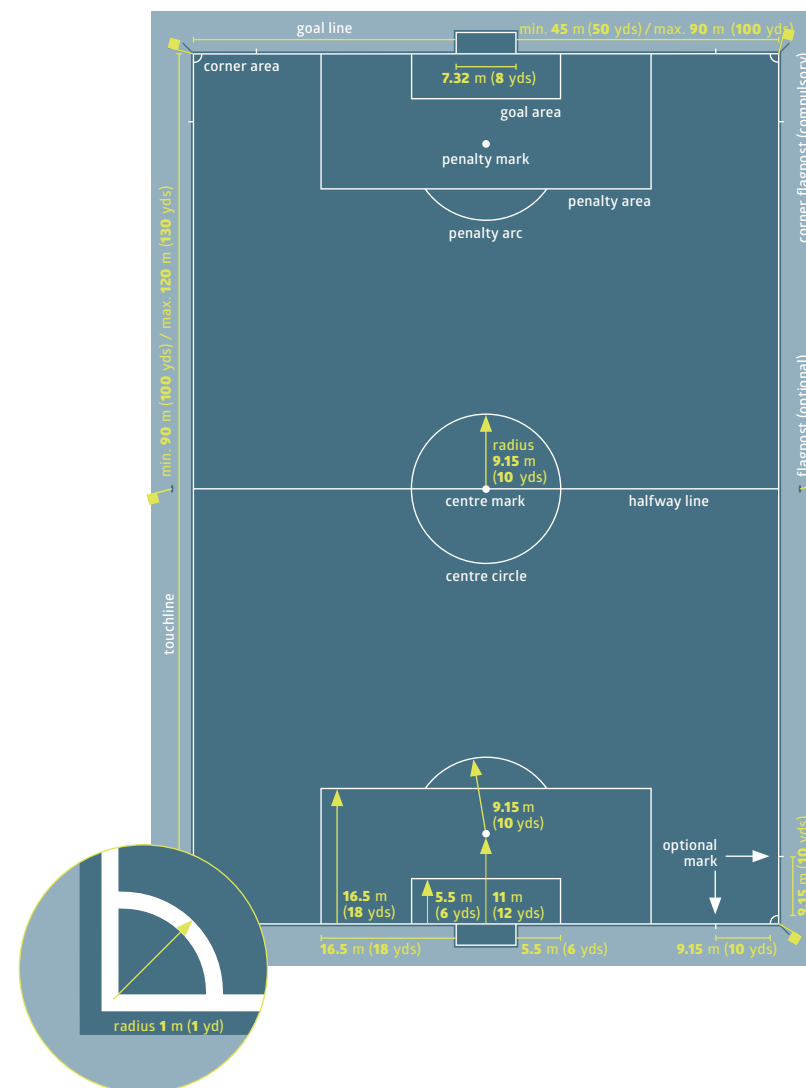 goal line
min. 45 m (50 yds) / max. 90 m (100 yds)
corner area
7.32 m (8 yds)
goal area
penalty mark
penalty area
penalty arc
corner flagpost (compulsory)
min. 90 m (100 yds) / max. 120 m (130 yds)
flagpost (optional)
radius
9.15 m
(10 yds)
centre mark
halfway line
centre circle
touchline
9.15 m
(10 yds)
optional
mark
9.15 m (10 yds)
16.5 m
(18 yds)
5.5 m
(6 yds)
11 m
(12 yds)
16.5 m (18 yds)
5.5 m (6 yds)
9.15 m (10 yds)
radius 1 m (1 yd)